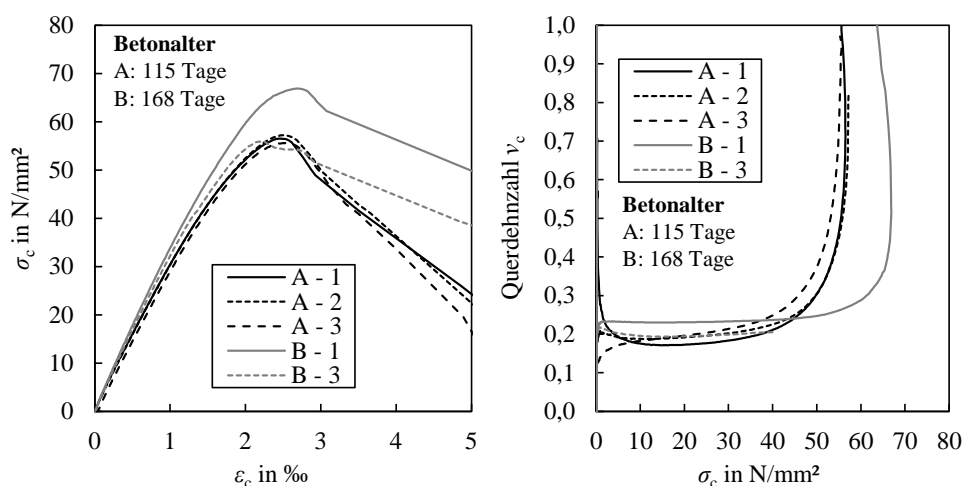 σc in N/mm²
80
70
60
50
40
30
20
10
0
Betonalter
A: 115 Tage
B: 168 Tage
A - 1
A - 2
A - 3
B - 1
B - 3
0 1 2 3 4 5
εc in ‰
Querdehnzahl νc
1,0
0,9
0,8
0,7
0,6
0,5
0,4
0,3
0,2
0,1
0,0
A - 1
A - 2
A - 3
B - 1
B - 3
Betonalter
A: 115 Tage
B: 168 Tage
0 10 20 30 40 50 60 70 80
σc in N/mm²